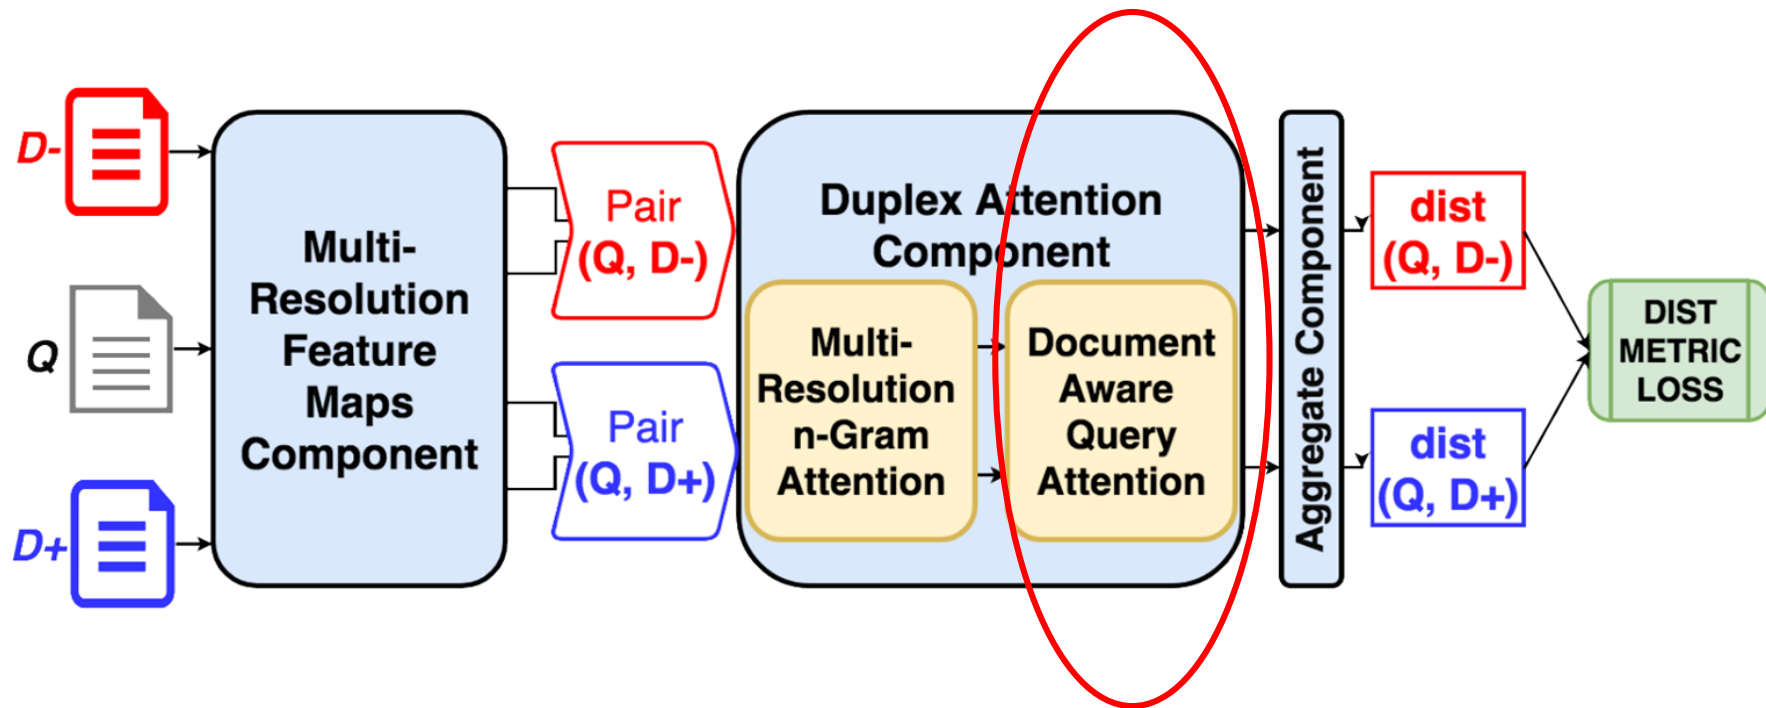 D-
Q
D+
Multi-
Resolution
Feature
Maps
Component
Pair
(Q, D-)
Pair
(Q, D+)
Duplex Attention
Component
Multi-
Resolution
n-Gram
Attention
Document
Aware
Query
Attention
Aggregate Component
dist
(Q, D-)
dist
(Q, D+)
DIST
METRIC
LOSS